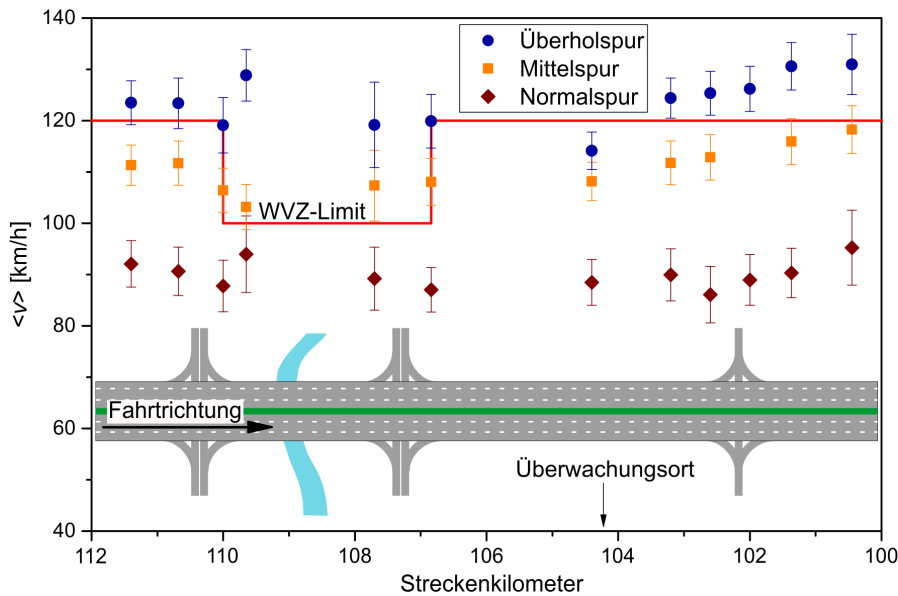 140
120
100
80
60
40
<v> [km/h]
Überholspur
Mittelspur
Normalspur
WVZ-Limit
Fahrtrichtung
Überwachungsort
112
110
108
106
104
102
100
Streckenkilometer